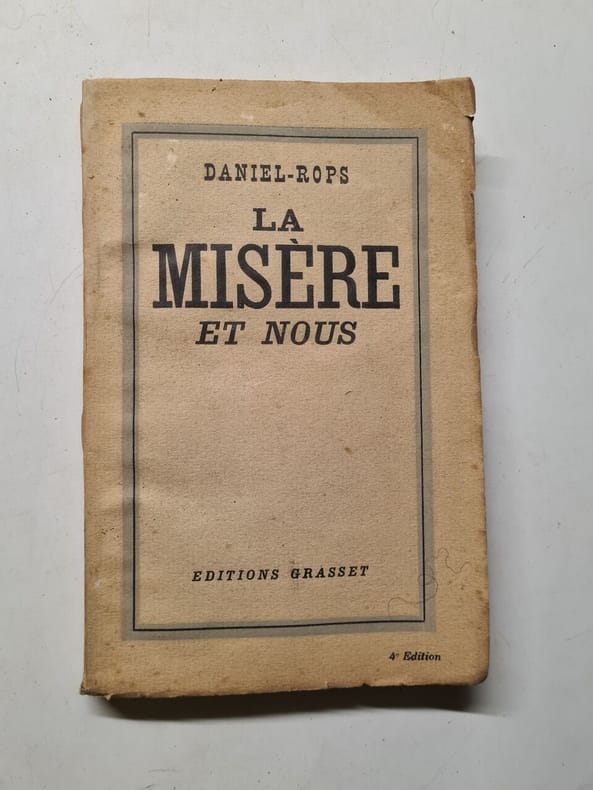 DANIEL-ROPS
LA
MISÈRE
ET NOUS
EDITIONS GRASSET
4e Edition